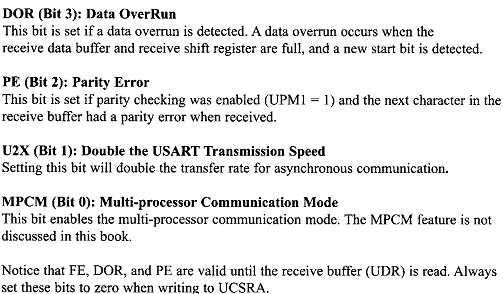 DOR (Bit 3): Data OverRun
This bit is set if a data overrun is detected. A data overrun occurs when the
receive data buffer and receive shift register are full, and a new start bit is detected.
PE (Bit 2): Parity Error
This bit is set if parity checking was enabled (UPM1 = 1) and the next character in the
receive buffer had a parity error when received.
U2X (Bit 1): Double the USART Transmission Speed
Setting this bit will double the transfer rate for asynchronous communication.
MPCM (Bit 0): Multi-processor Communication Mode
This bit enables the multi-processor communication mode. The MPCM feature is not
discussed in this book.
Notice that FE, DOR, and PE are valid until the receive buffer (UDR) is read. Always
set these bits to zero when writing to UCSRA.